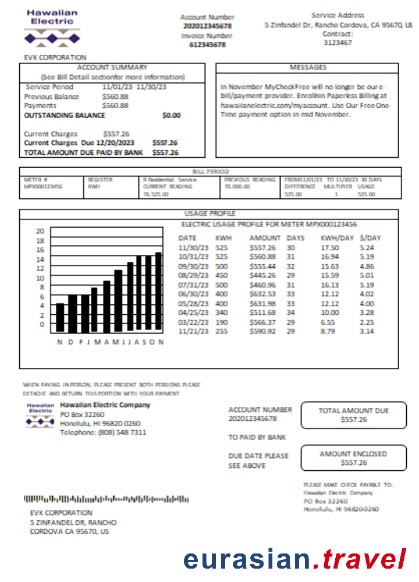 Hawaiian
Electric
Account Number
202012345678
Invoice Number
612345678
Service Address
5 Zinfandel Dr, Rancho Cordova, CA 95670, US
Contract:
3123467
EVK CORPORATION
ACCOUNT SUMMARY
(See Bill Detail sectionfor more information)
Service Period 11/01/23 11/30/23
Previous Balance $560.88
Payments $560.88
OUTSTANDING BALANCE $0.00
Current Charges $557.26
Current Charges Due 12/20/2023 $557.26
TOTAL AMOUNT DUE PAID BY BANK $557.26
MESSAGES
In November MyCheckFree will no longer be our e-
bill/payment provider. Enrollnin Paperless Billing at
hawaiianelectric.com/myaccount. Use Our Free One
Time payment option in mid November.
BILL PERIOD
METER # REGISTER R Residential Service PREVIOUS READING FROM11/01/23 TO 11/30/23 30 DAYS
MPX000123456 KWH CURRENT READING 76.000.00 DIFFERENCE MULTIPLIER USAGE
76.525.00 525.00 1 525.00
USAGE PROFILE
ELECTRIC USAGE PROFILE FOR METER MPX000123456
20
18
16
14
12
10
8
6
4
2
0
N D F J M A M J J A S O N
DATE KWH AMOUNT DAYS KWH/DAY $/DAY
11/30/23 525 $557.26 30 17.50 5.24
10/31/23 525 $560.88 31 16.94 5.19
09/30/23 500 $555.44 32 15.63 4.86
08/29/23 450 $445.26 29 15.59 5.01
07/31/23 500 $460.96 31 16.13 5.19
06/30/23 400 $632.53 33 12.12 4.02
05/28/23 400 $631.98 33 12.12 4.00
04/25/23 340 $511.68 34 10.00 3.28
03/22/23 190 $566.37 29 6.55 2.25
11/21/23 255 $590.92 29 8.79 3.14
WHEN PAYING IN PERSON, PLEASE PRESENT BOTH PERSIONS PLEASE
DETACHE AND RETURN THIS PORTION WITH YOUR PAYMENT
Hawaiian
Electric
Hawaiian Electric Company
PO Box 32260
Honolulu, HI 96820 0260
Telephone: (808) 548-7311
ACCOUNT NUMBER
202012345678
TO PAID BY BANK
DUE DATE PLEASE
SEE ABOVE
TOTAL AMOUNT DUE
$557.26
AMOUNT ENCLOSED
$557.26
PLEASE MAKE CHECK PAYABLE TO:
Hawaiian Electric Company
PO Box 32260
Honolulu, HI 96820-0260
EVK CORPORATION
5 ZINFANDEL DR, RANCHO
CORDOVA CA 95670, US
eurasian.travel